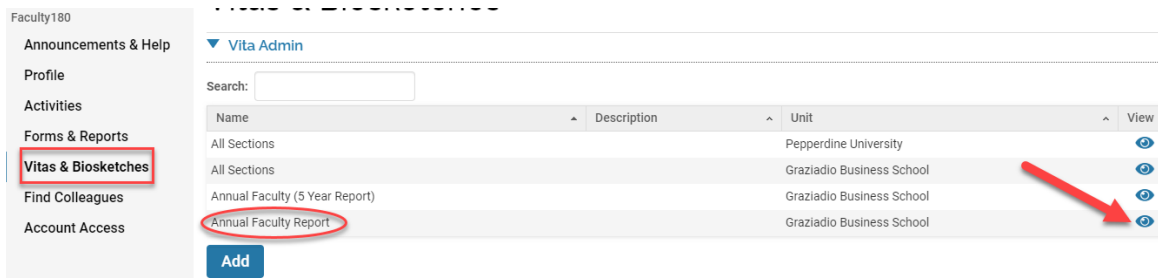 Faculty180
Announcements & Help
Profile
Activities
Forms & Reports
Vitas & Biosketches
Find Colleagues
Account Access
Vitas & Biosketches
Vita Admin
Search:
Name Description Unit View
All Sections Pepperdine University
All Sections Graziadio Business School
Annual Faculty (5 Year Report) Graziadio Business School
Annual Faculty Report Graziadio Business School
Add